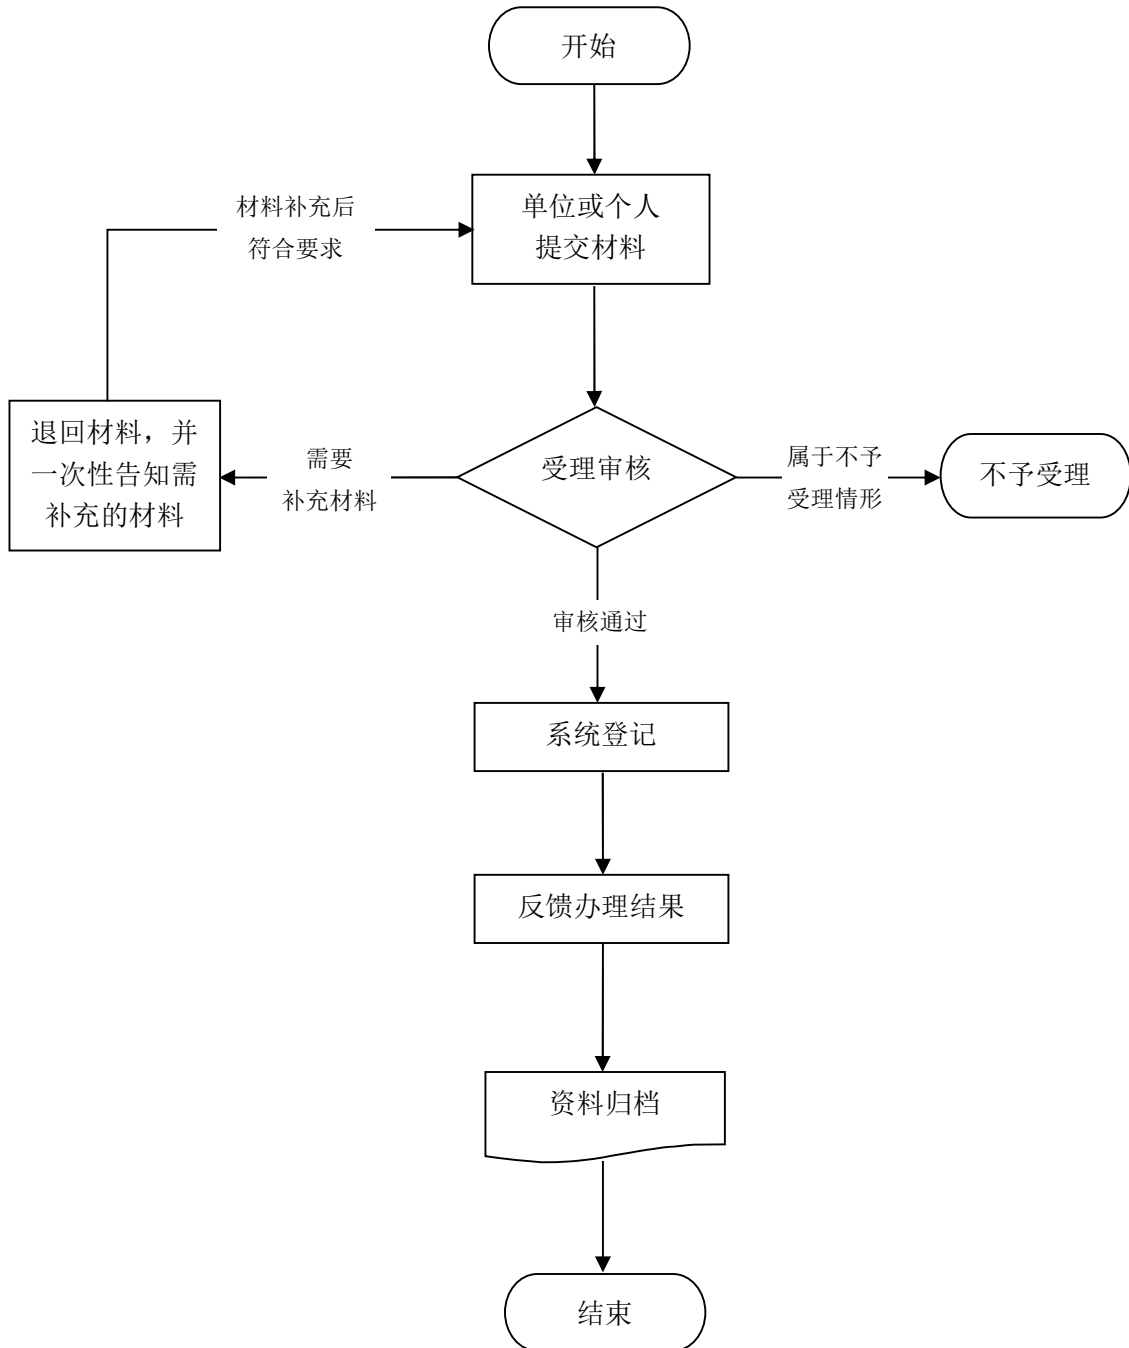 开始
材料补充后
符合要求
单位或个人
提交材料
退回材料，并
一次性告知需
补充的材料
需要
补充材料
受理审核
属于不予
受理情形
不予受理
审核通过
系统登记
反馈办理结果
资料归档
结束